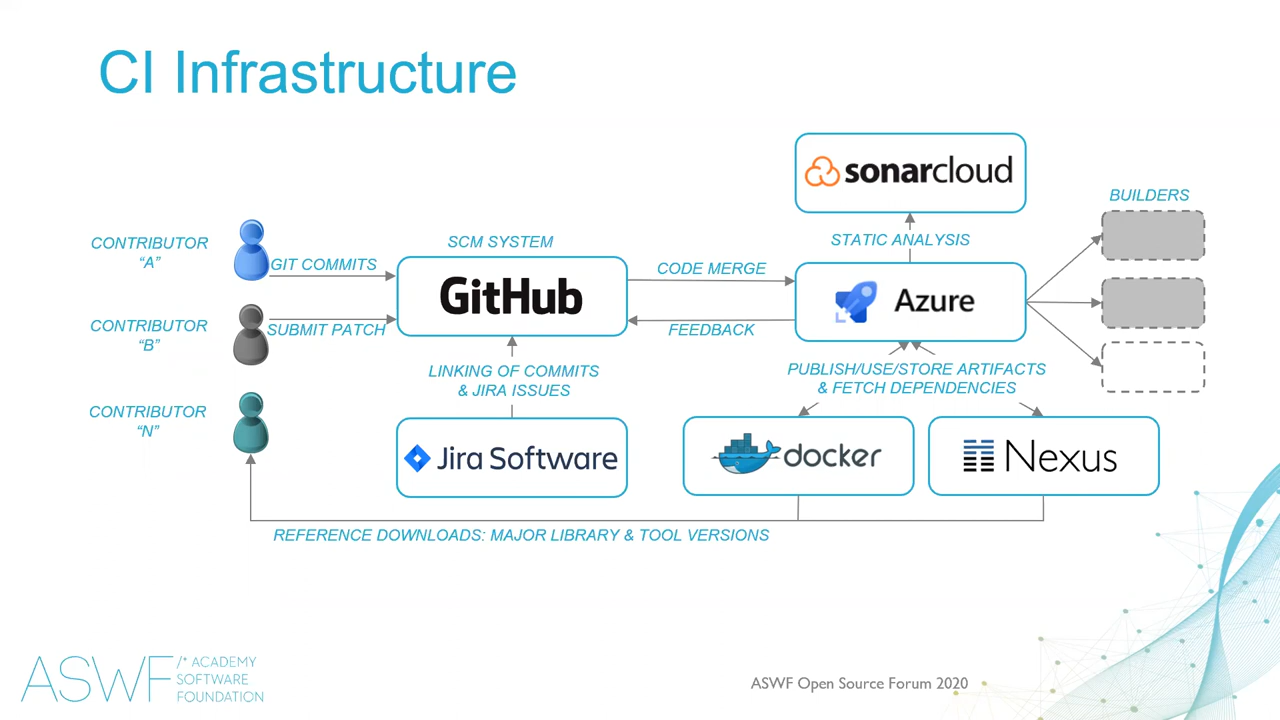 CI Infrastructure
CONTRIBUTOR
“A”
GIT COMMITS
CONTRIBUTOR
“B”
SUBMIT PATCH
CONTRIBUTOR
“N”
SCM SYSTEM
GitHub
LINKING OF COMMITS
& JIRA ISSUES
Jira Software
CODE MERGE
FEEDBACK
sonarcloud
STATIC ANALYSIS
Azure
BUILDERS
PUBLISH/USE/STORE ARTIFACTS
& FETCH DEPENDENCIES
docker
Nexus
REFERENCE DOWNLOADS: MAJOR LIBRARY & TOOL VERSIONS
ASWF
/* ACADEMY
SOFTWARE
FOUNDATION
ASWF Open Source Forum 2020